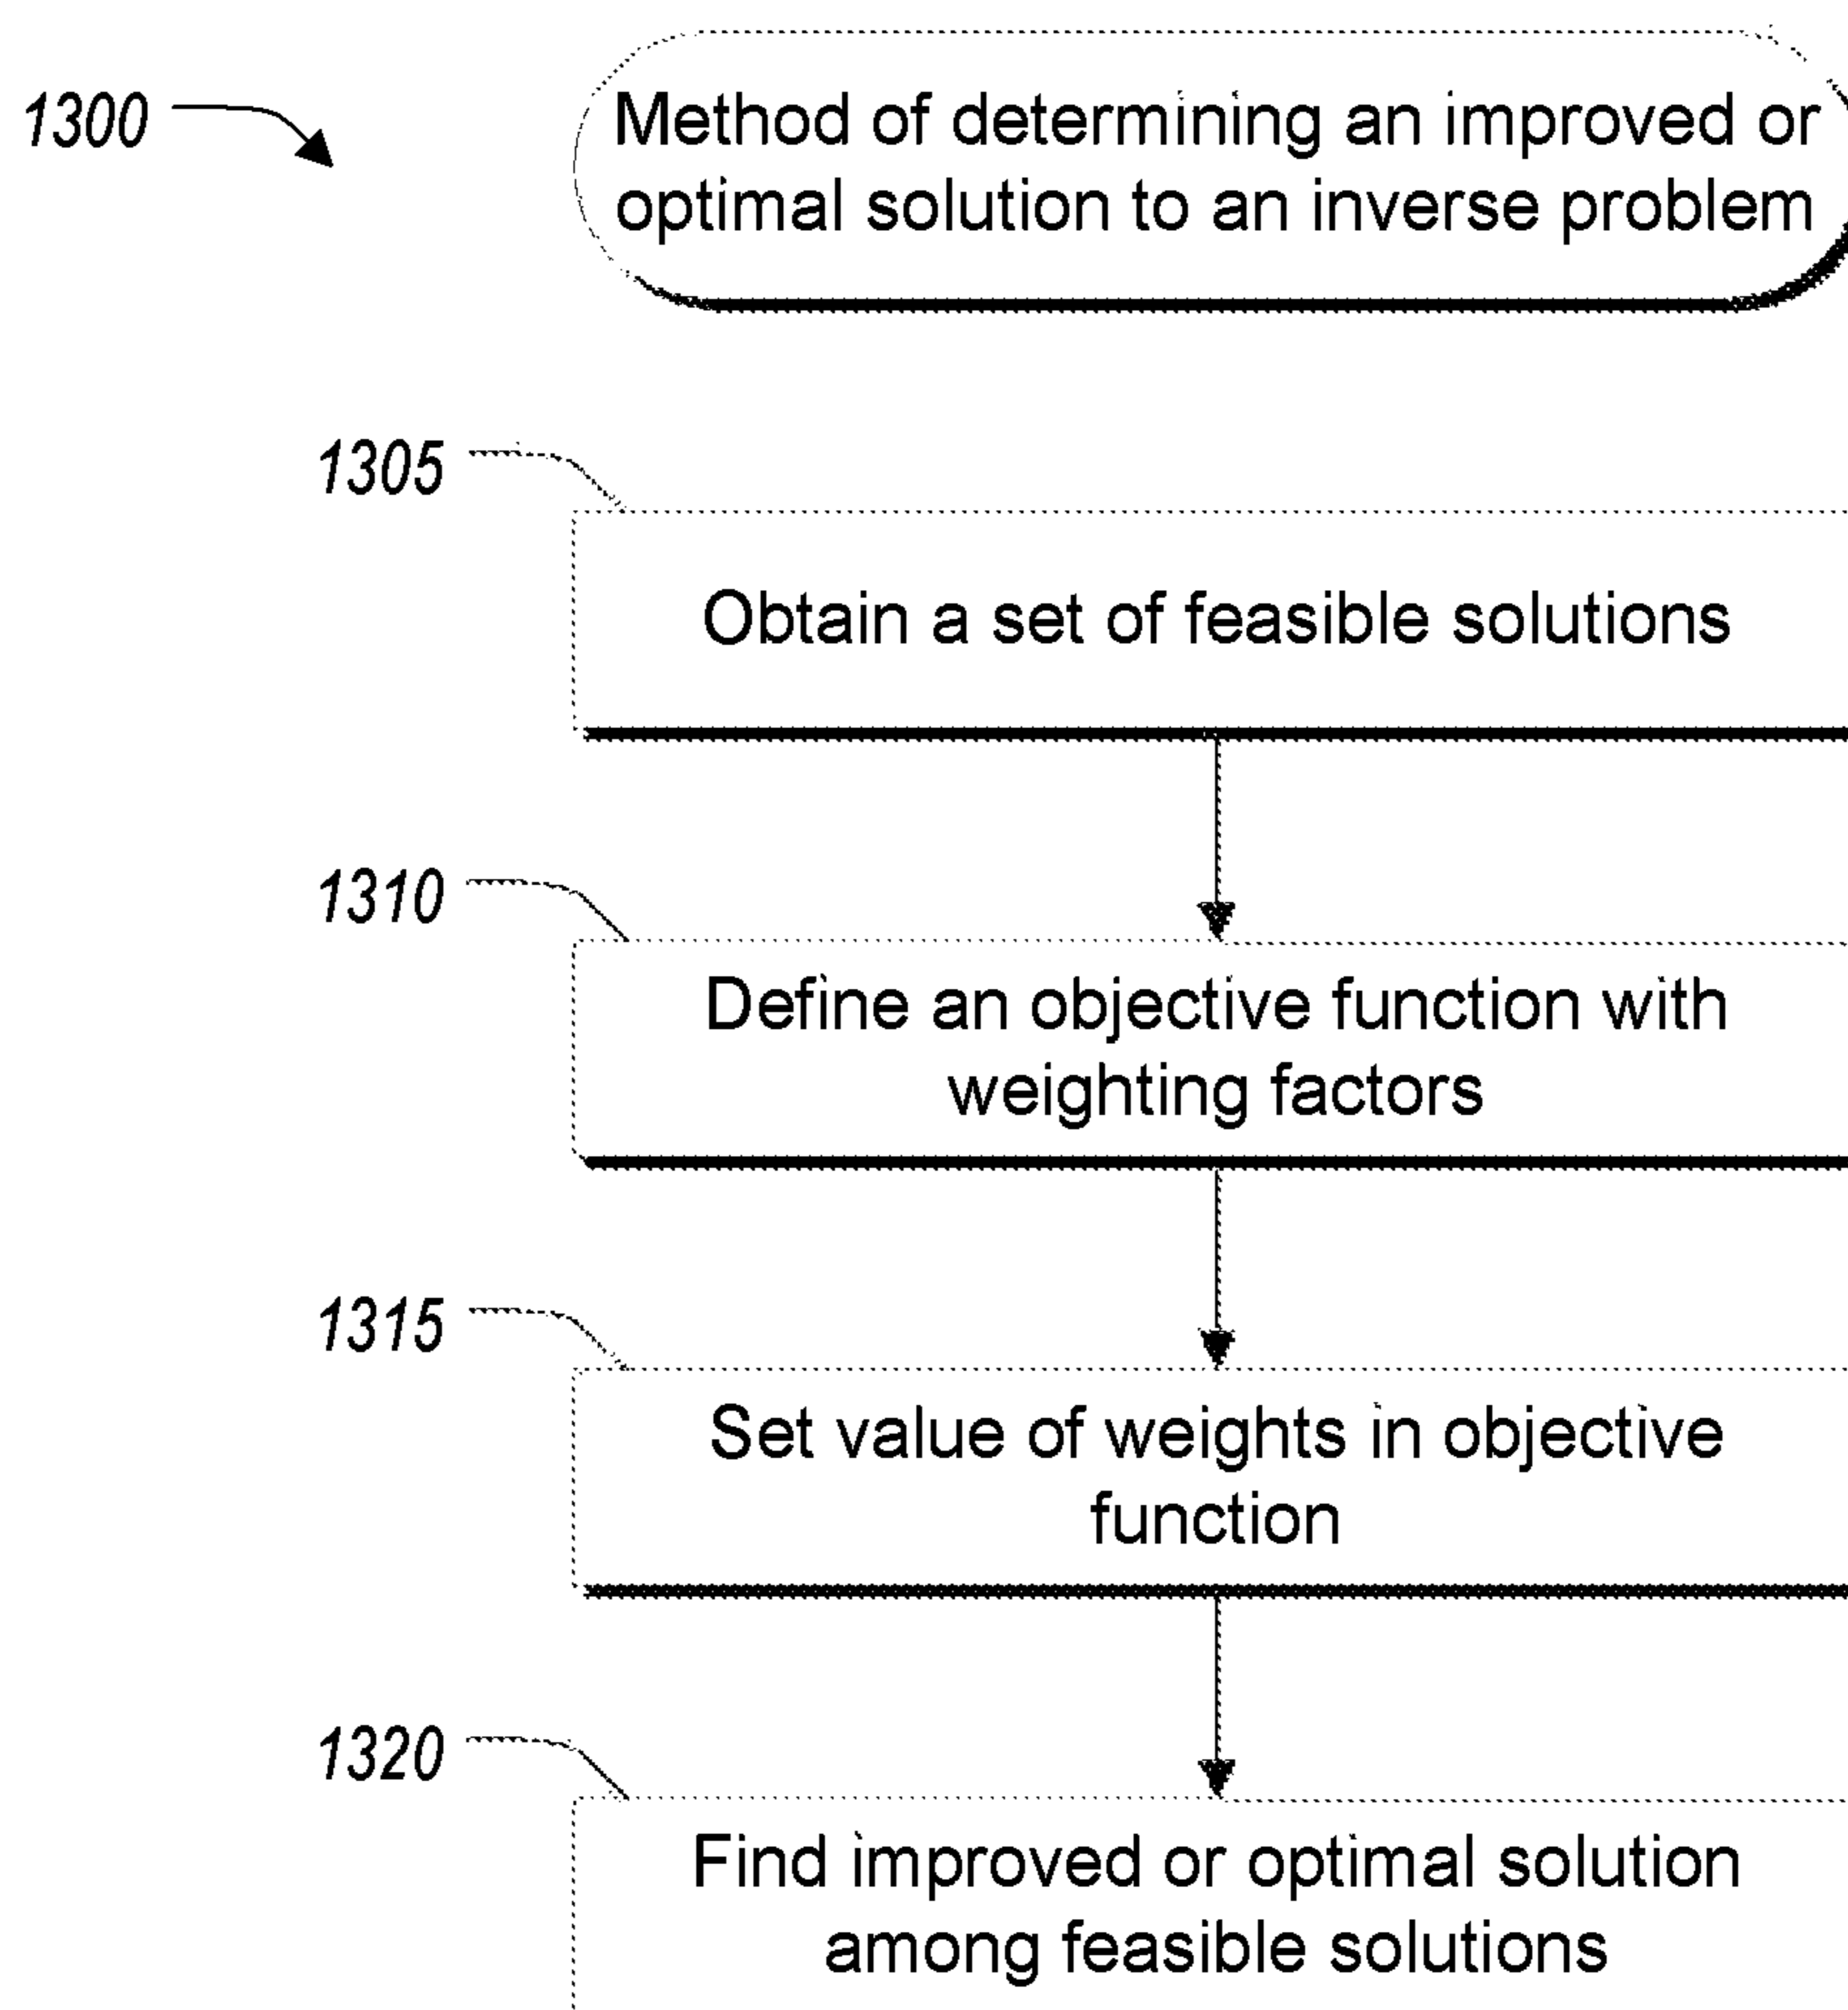 1300
Method of determining an improved or
optimal solution to an inverse problem
1305
Obtain a set of feasible solutions
1310
Define an objective function with
weighting factors
1315
Set value of weights in objective
function
1320
Find improved or optimal solution
among feasible solutions